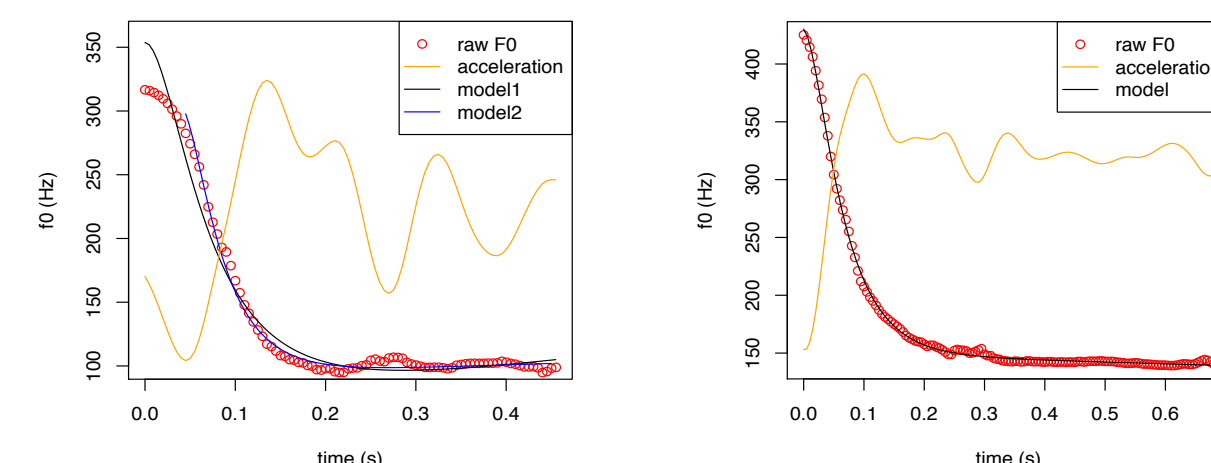 raw F0
acceleration
model1
model2
350
300
250
200
150
100
f0 (Hz)
0.0 0.1 0.2 0.3 0.4
time (s)
raw F0
acceleratio
model
400
350
300
250
200
150
f0 (Hz)
0.0 0.1 0.2 0.3 0.4 0.5 0.6
time (s)